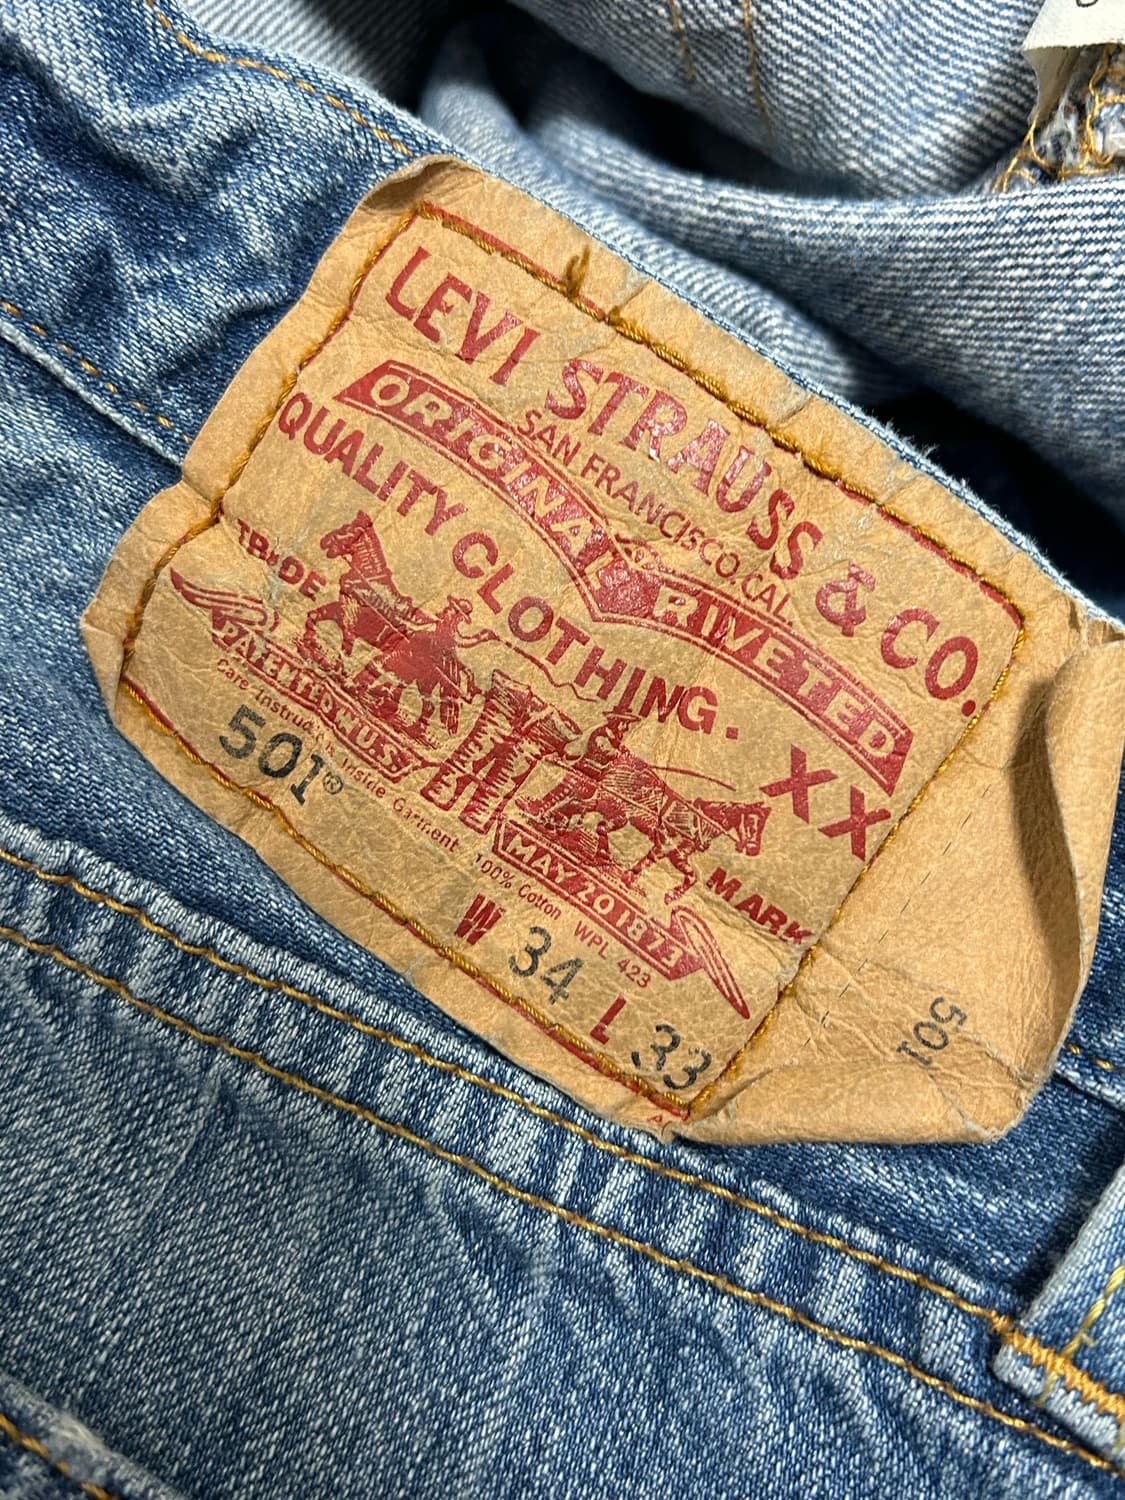 LEVI STRAUSS & CO.
SAN FRANCISCO, CAL.
ORIGINAL RIVETED
QUALITY CLOTHING.
XX
TRADE MARK
PATENTED IN U.S.
MAY 20 1873
Care Instructions Inside Garment 100% Cotton WPL 423
501®
W 34 L 33
501